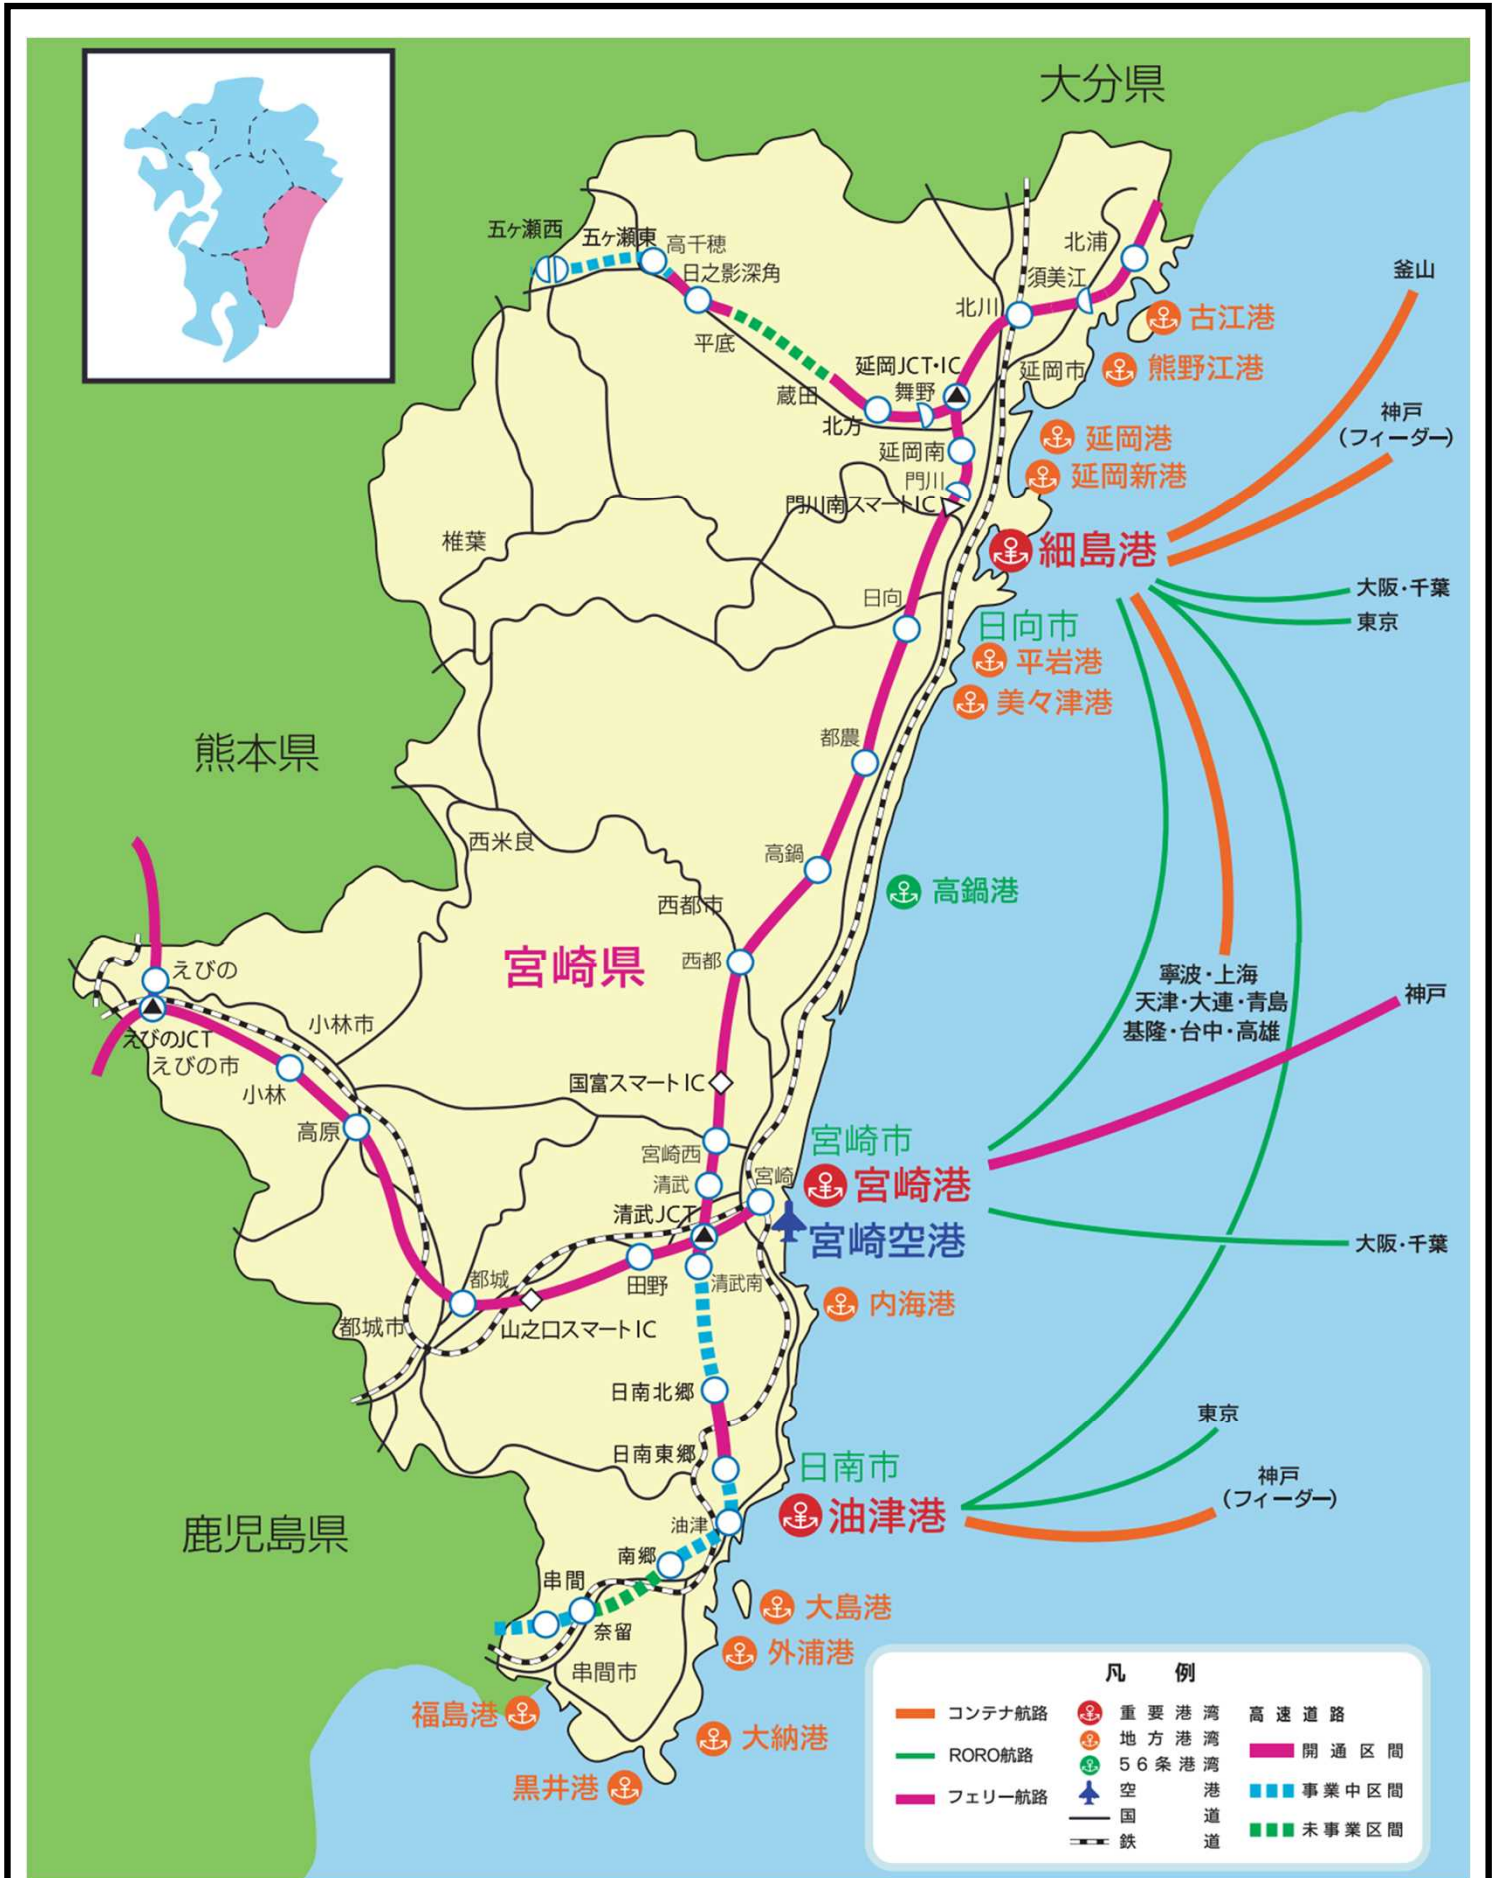 大分県
五ヶ瀬西
五ヶ瀬東
高千穂
日之影深角
平底
蔵田
北方
舞野
延岡JCT・IC
北浦
須美江
北川
延岡市
延岡南
門川
門川南スマートIC
古江港
熊野江港
延岡港
延岡新港
細島港
釜山
神戸
(フィーダー)
大阪・千葉
東京
椎葉
日向
日向市
平岩港
美々津港
熊本県
都農
西米良
高鍋
高鍋港
西都市
宮崎県
西都
えびの
えびのJCT
えびの市
小林市
小林
高原
国富スマートIC
寧波・上海
天津・大連・青島
基隆・台中・高雄
神戸
宮崎西
清武
清武JCT
宮崎
宮崎市
宮崎港
宮崎空港
大阪・千葉
都城
田野
清武南
都城市
山之口スマートIC
内海港
日南北郷
日南東郷
日南市
油津
油津港
東京
神戸
(フィーダー)
鹿児島県
南郷
串間
奈留
串間市
大島港
外浦港
福島港
大納港
黒井港
凡 例
コンテナ航路
RORO航路
フェリー航路
重要港湾
地方港湾
56条港湾
空港
国道
鉄道
高速道路
開通区間
事業中区間
未事業区間